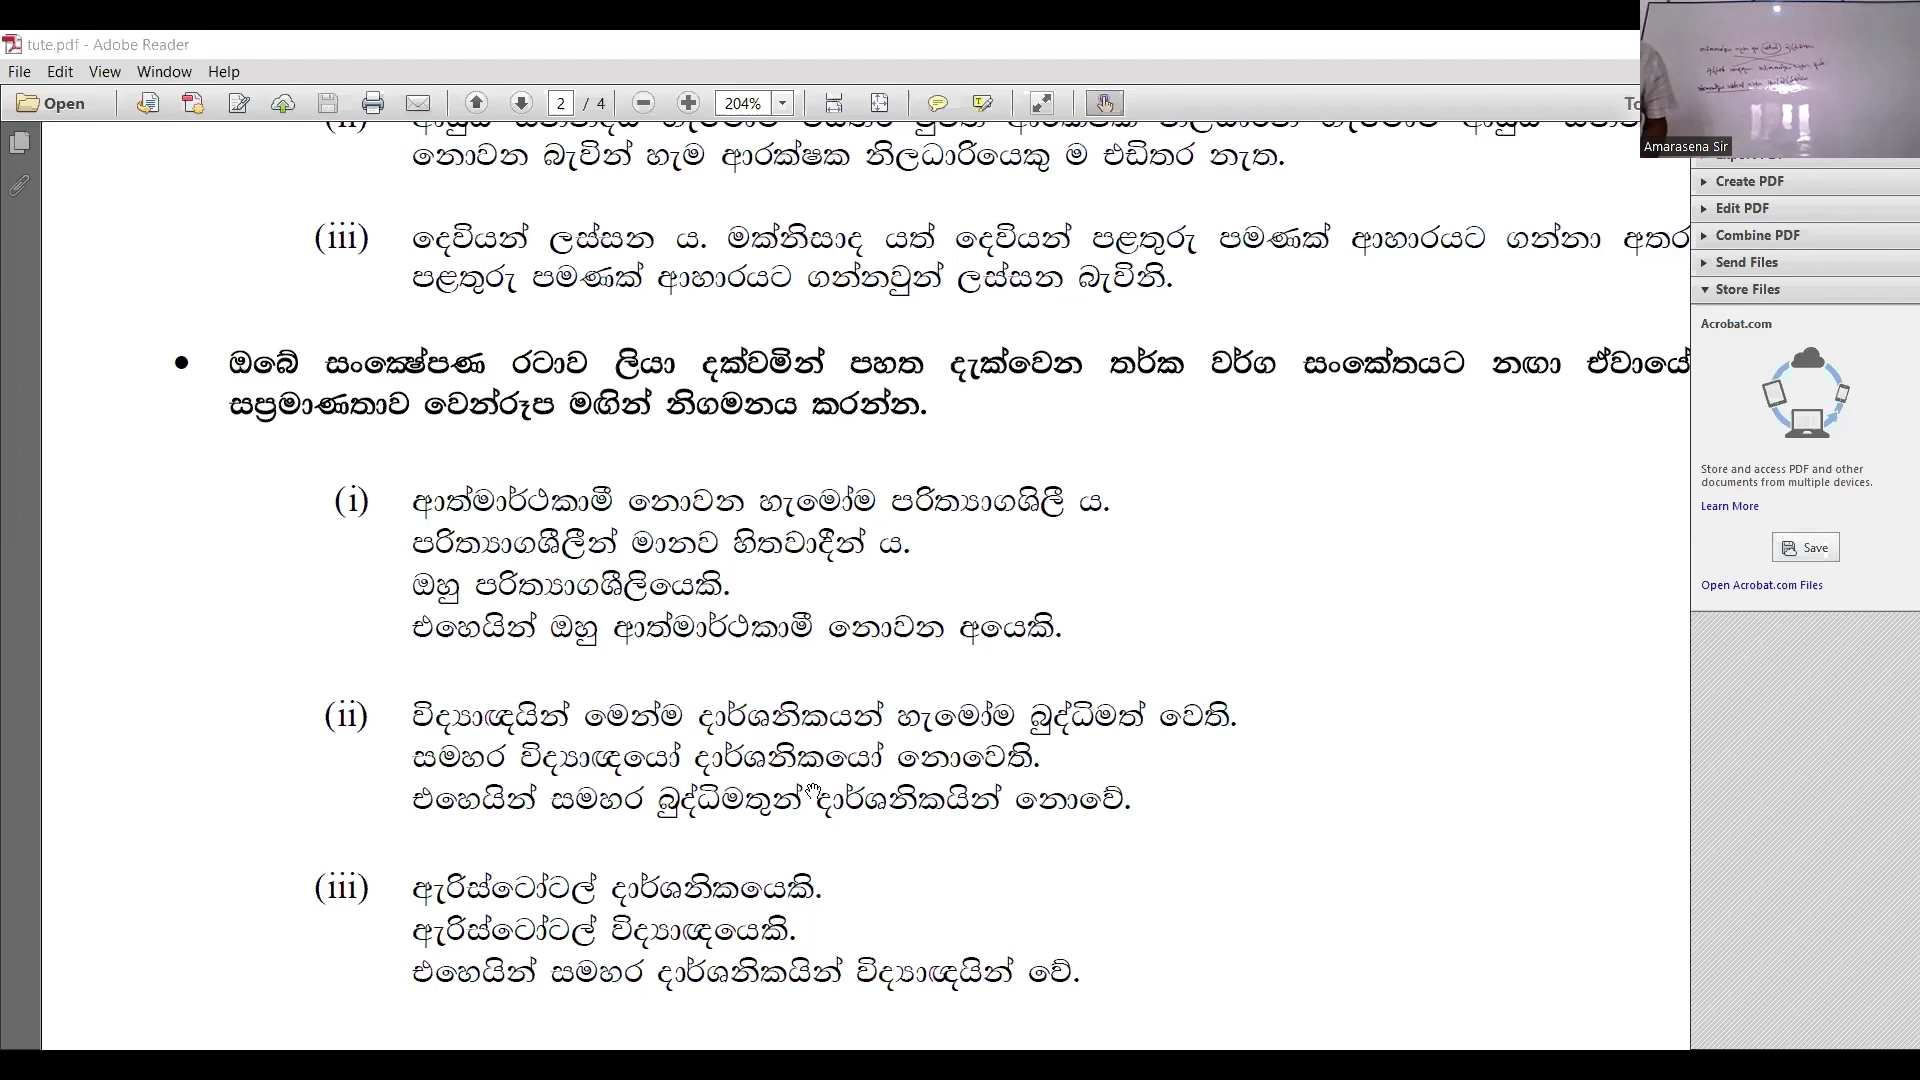 tute.pdf - Adobe Reader
File Edit View Window Help
Open 2 / 4 204%
Amarasena Sir
නොවන බැවින් හැම ආරක්ෂක නිලධාරියෙකු ම එඩිතර නැත.
(iii) දෙවියන් ලස්සන ය. මක්නිසාද යත් දෙවියන් පළතුරු පමණක් ආහාරයට ගන්නා අතර
පළතුරු පමණක් ආහාරයට ගන්නවුන් ලස්සන බැවිනි.
• ඔබේ සංක්‍ෂේපණ රටාව ලියා දක්වමින් පහත දැක්වෙන තර්ක වර්ග සංකේතයට නඟා ඒවායේ
සප්‍රමාණතාව වෙන්රූප මඟින් නිගමනය කරන්න.
(i) ආත්මාර්ථකාමී නොවන හැමෝම පරිත්‍යාගශිලී ය.
පරිත්‍යාගශීලීන් මානව හිතවාදීන් ය.
ඔහු පරිත්‍යාගශීලියෙකි.
එහෙයින් ඔහු ආත්මාර්ථකාමී නොවන අයෙකි.
(ii) විද්‍යාඥයින් මෙන්ම දාර්ශනිකයන් හැමෝම බුද්ධිමත් වෙති.
සමහර විද්‍යාඥයෝ දාර්ශනිකයෝ නොවෙති.
එහෙයින් සමහර බුද්ධිමතුන් දාර්ශනිකයින් නොවේ.
(iii) ඇරිස්ටෝටල් දාර්ශනිකයෙකි.
ඇරිස්ටෝටල් විද්‍යාඥයෙකි.
එහෙයින් සමහර දාර්ශනිකයින් විද්‍යාඥයින් වේ.
Create PDF
Edit PDF
Combine PDF
Send Files
Store Files
Acrobat.com
Store and access PDF and other
documents from multiple devices.
Learn More
Save
Open Acrobat.com Files